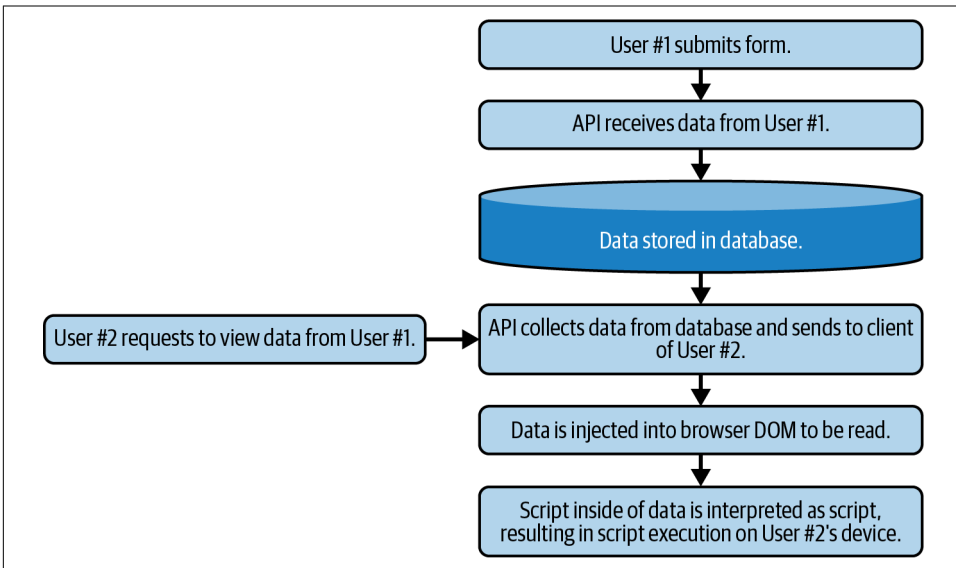 User #1 submits form.
API receives data from User #1.
Data stored in database.
User #2 requests to view data from User #1.
API collects data from database and sends to client
of User #2.
Data is injected into browser DOM to be read.
Script inside of data is interpreted as script,
resulting in script execution on User #2's device.